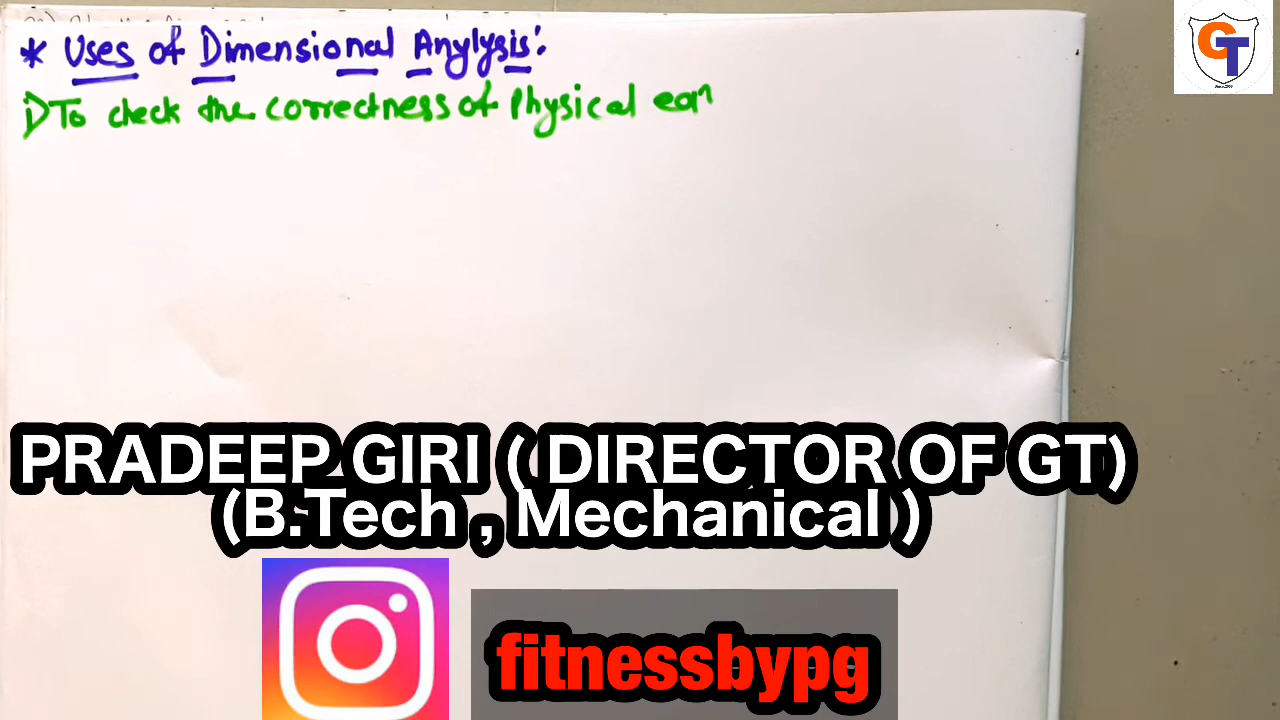 * Uses of Dimensional Anylysis:
1) To check the correctness of Physical eqn
GT
PRADEEP GIRI ( DIRECTOR OF GT)
(B.Tech , Mechanical )
fitnessbypg